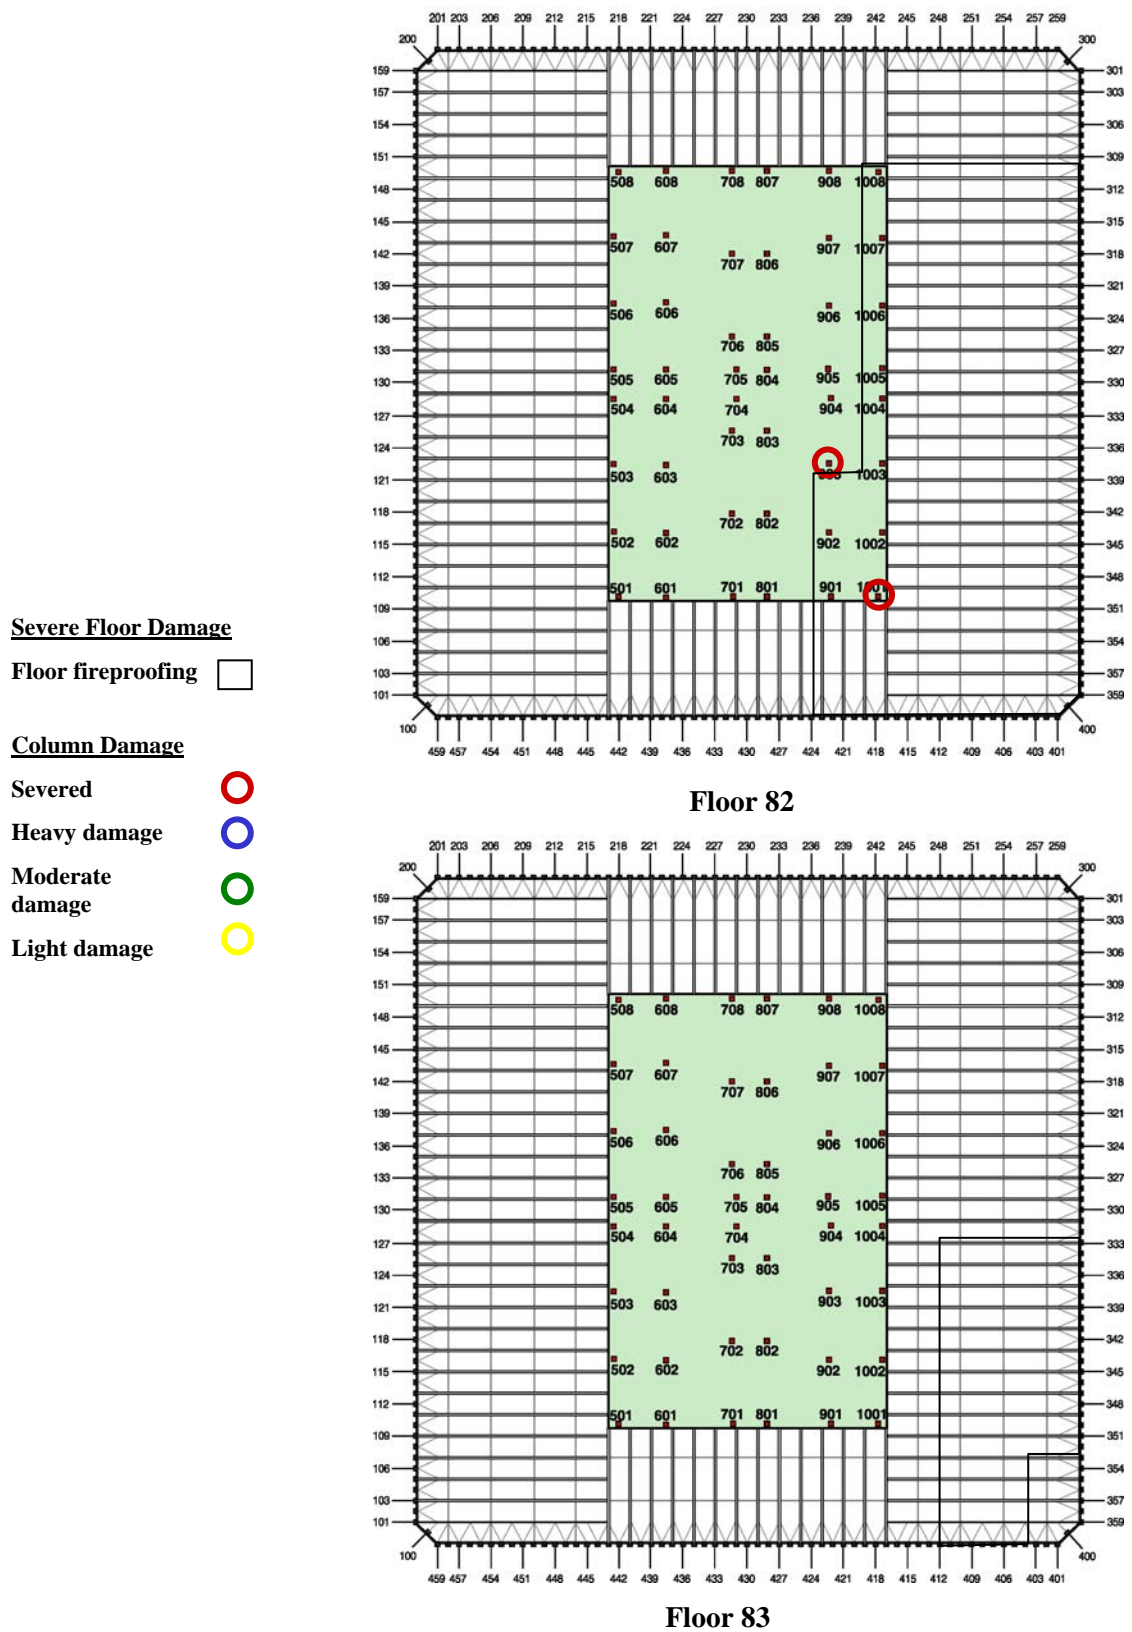 201 203 206 209 212 215 218 221 224 227 230 233 236 239 242 245 248 251 254 257 259
200 300
159 301
157 303
154 306
151 309
508 608 708 807 908 1008
148 312
145 315
507 607 907 1007
142 707 806 318
139 321
506 606 906 1006
136 324
706 805
133 327
505 605 705 804 905 1005
130 330
504 604 704 904 1004
127 333
703 803
124 336
503 603 1003
121 339
118 702 802 342
502 602 902 1002
115 345
112 348
501 601 701 801 901
109 351
106 354
103 357
101 359
100 400
459 457 454 451 448 445 442 439 436 433 430 427 424 421 418 415 412 409 406 403 401
Floor 82
Severe Floor Damage
Floor fireproofing
Column Damage
Severed
Heavy damage
Moderate
damage
Light damage
201 203 206 209 212 215 218 221 224 227 230 233 236 239 242 245 248 251 254 257 259
200 300
159 301
157 303
154 306
151 309
508 608 708 807 908 1008
148 312
145 315
507 607 907 1007
142 707 806 318
139 321
506 606 906 1006
136 324
706 805
133 327
505 605 705 804 905 1005
130 330
504 604 704 904 1004
127 333
703 803
124 336
503 603 903 1003
121 339
118 702 802 342
502 602 902 1002
115 345
112 348
501 601 701 801 901 1001
109 351
106 354
103 357
101 359
100 400
459 457 454 451 448 445 442 439 436 433 430 427 424 421 418 415 412 409 406 403 401
Floor 83